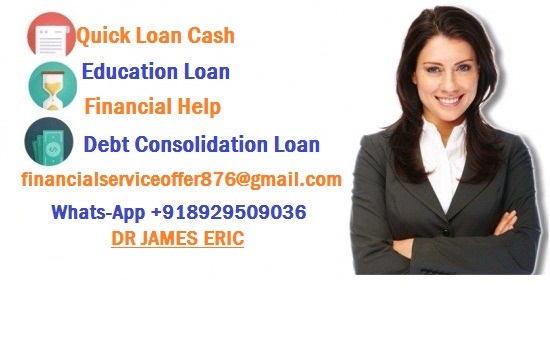 Quick Loan Cash
Education Loan
Financial Help
Debt Consolidation Loan
financialserviceoffer876@gmail.com
Whats-App +918929509036
DR JAMES ERIC